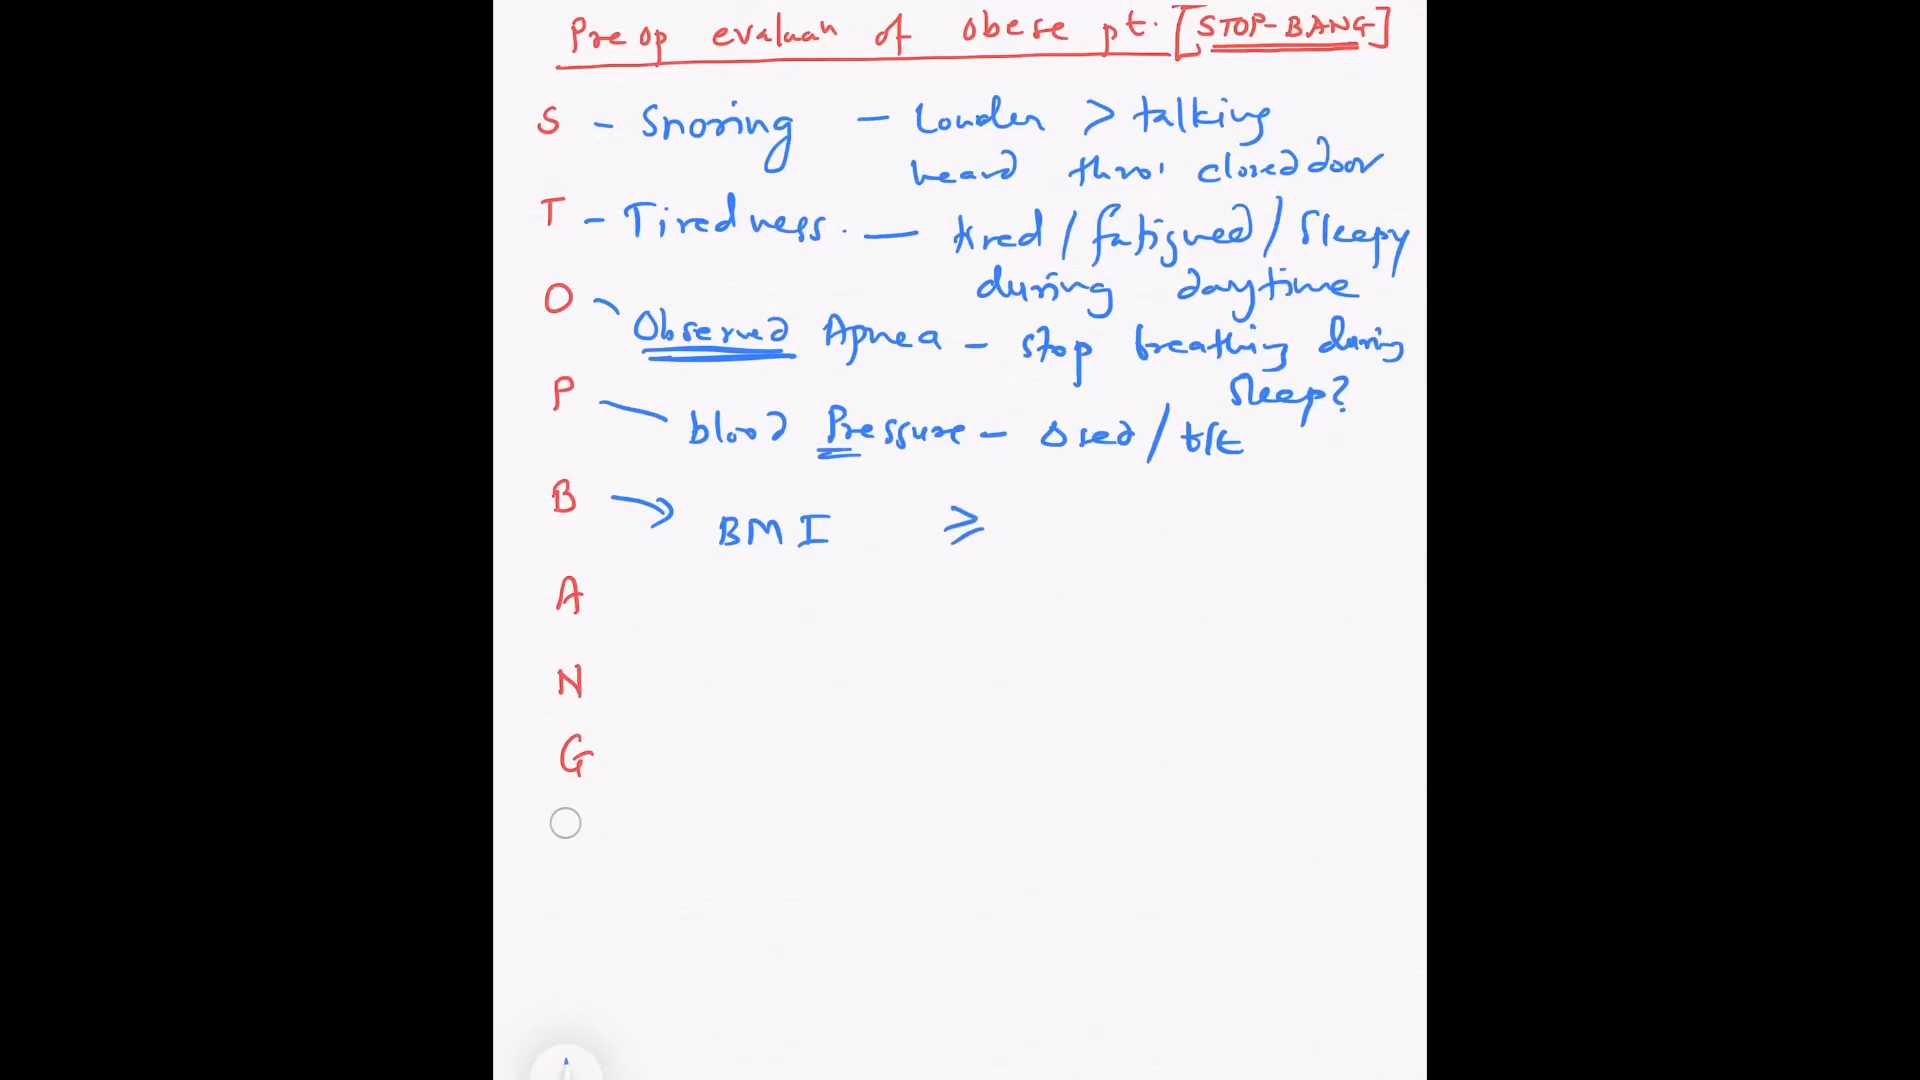 Pre op evaluan of obese pt. [STOP-BANG]
S - Snoring - Louder > talking
heard thro' closed door
T - Tiredness. - tired / fatigued / sleepy
during daytime
O - Observed Apnea - stop breathing during
sleep?
P - blood Pressure - Δsed / t/t
B → BMI ≥
A
N
G